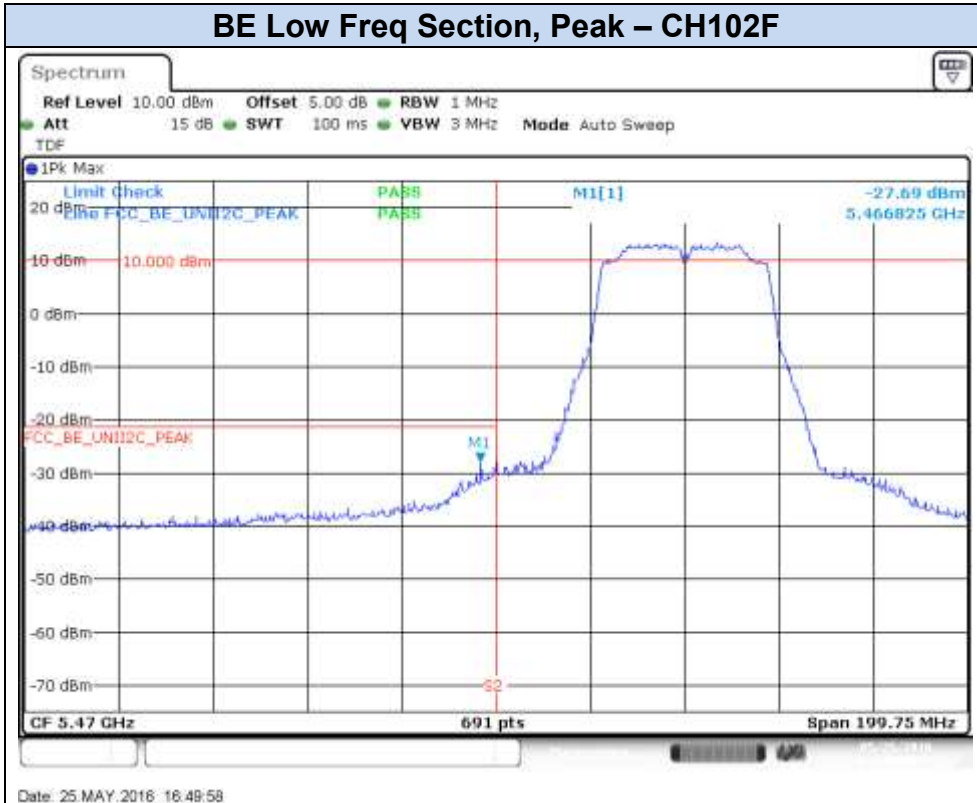 BE Low Freq Section, Peak – CH102F
Spectrum
Ref Level 10.00 dBm Offset 5.00 dB RBW 1 MHz
Att 15 dB SWT 100 ms VBW 3 MHz Mode Auto Sweep
TDF
1Pk Max
Limit Check PASS M1[1] -27.69 dBm
20 dBm Line FCC_BE_UNII2C_PEAK PASS 5.466825 GHz
10 dBm 10.000 dBm
0 dBm
-10 dBm
-20 dBm
FCC_BE_UNII2C_PEAK
M1
-30 dBm
-40 dBm
-50 dBm
-60 dBm
-70 dBm S2
CF 5.47 GHz 691 pts Span 199.75 MHz
Date: 25.MAY.2016 16:49:58